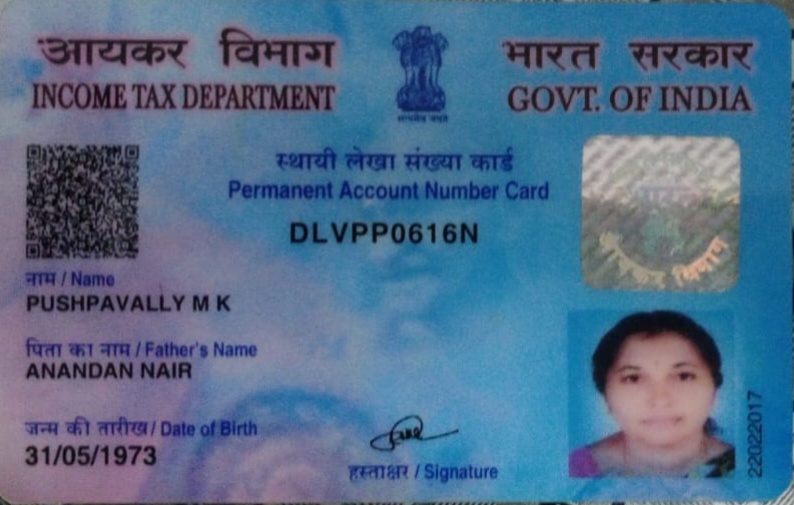 आयकर विभाग
INCOME TAX DEPARTMENT
भारत सरकार
GOVT. OF INDIA
सत्यमेव जयते
स्थायी लेखा संख्या कार्ड
Permanent Account Number Card
DLVPP0616N
नाम / Name
PUSHPAVALLY M K
पिता का नाम / Father's Name
ANANDAN NAIR
जन्म की तारीख / Date of Birth
31/05/1973
हस्ताक्षर / Signature
22022017